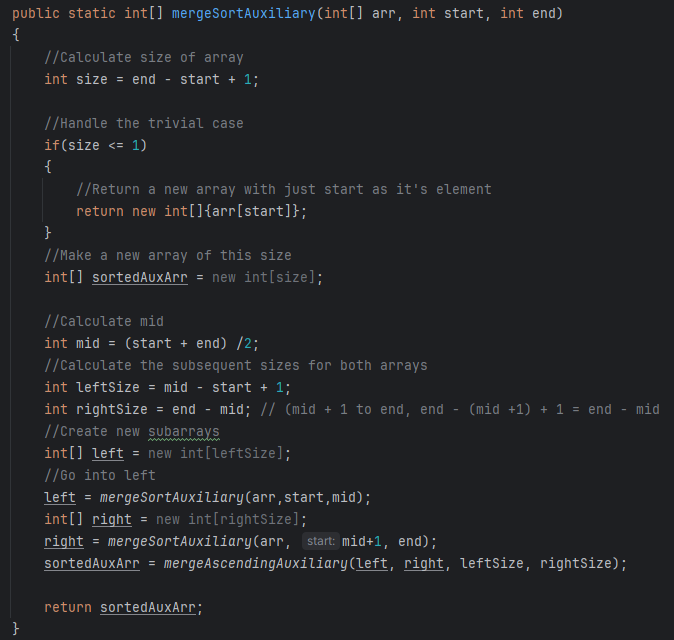 public static int[] mergeSortAuxiliary(int[] arr, int start, int end)
{
//Calculate size of array
int size = end - start + 1;
//Handle the trivial case
if(size <= 1)
{
//Return a new array with just start as it's element
return new int[]{arr[start]};
}
//Make a new array of this size
int[] sortedAuxArr = new int[size];
//Calculate mid
int mid = (start + end) /2;
//Calculate the subsequent sizes for both arrays
int leftSize = mid - start + 1;
int rightSize = end - mid; // (mid + 1 to end, end - (mid +1) + 1 = end - mid
//Create new subarrays
int[] left = new int[leftSize];
//Go into left
left = mergeSortAuxiliary(arr,start,mid);
int[] right = new int[rightSize];
right = mergeSortAuxiliary(arr, start: mid+1, end);
sortedAuxArr = mergeAscendingAuxiliary(left, right, leftSize, rightSize);
return sortedAuxArr;
}